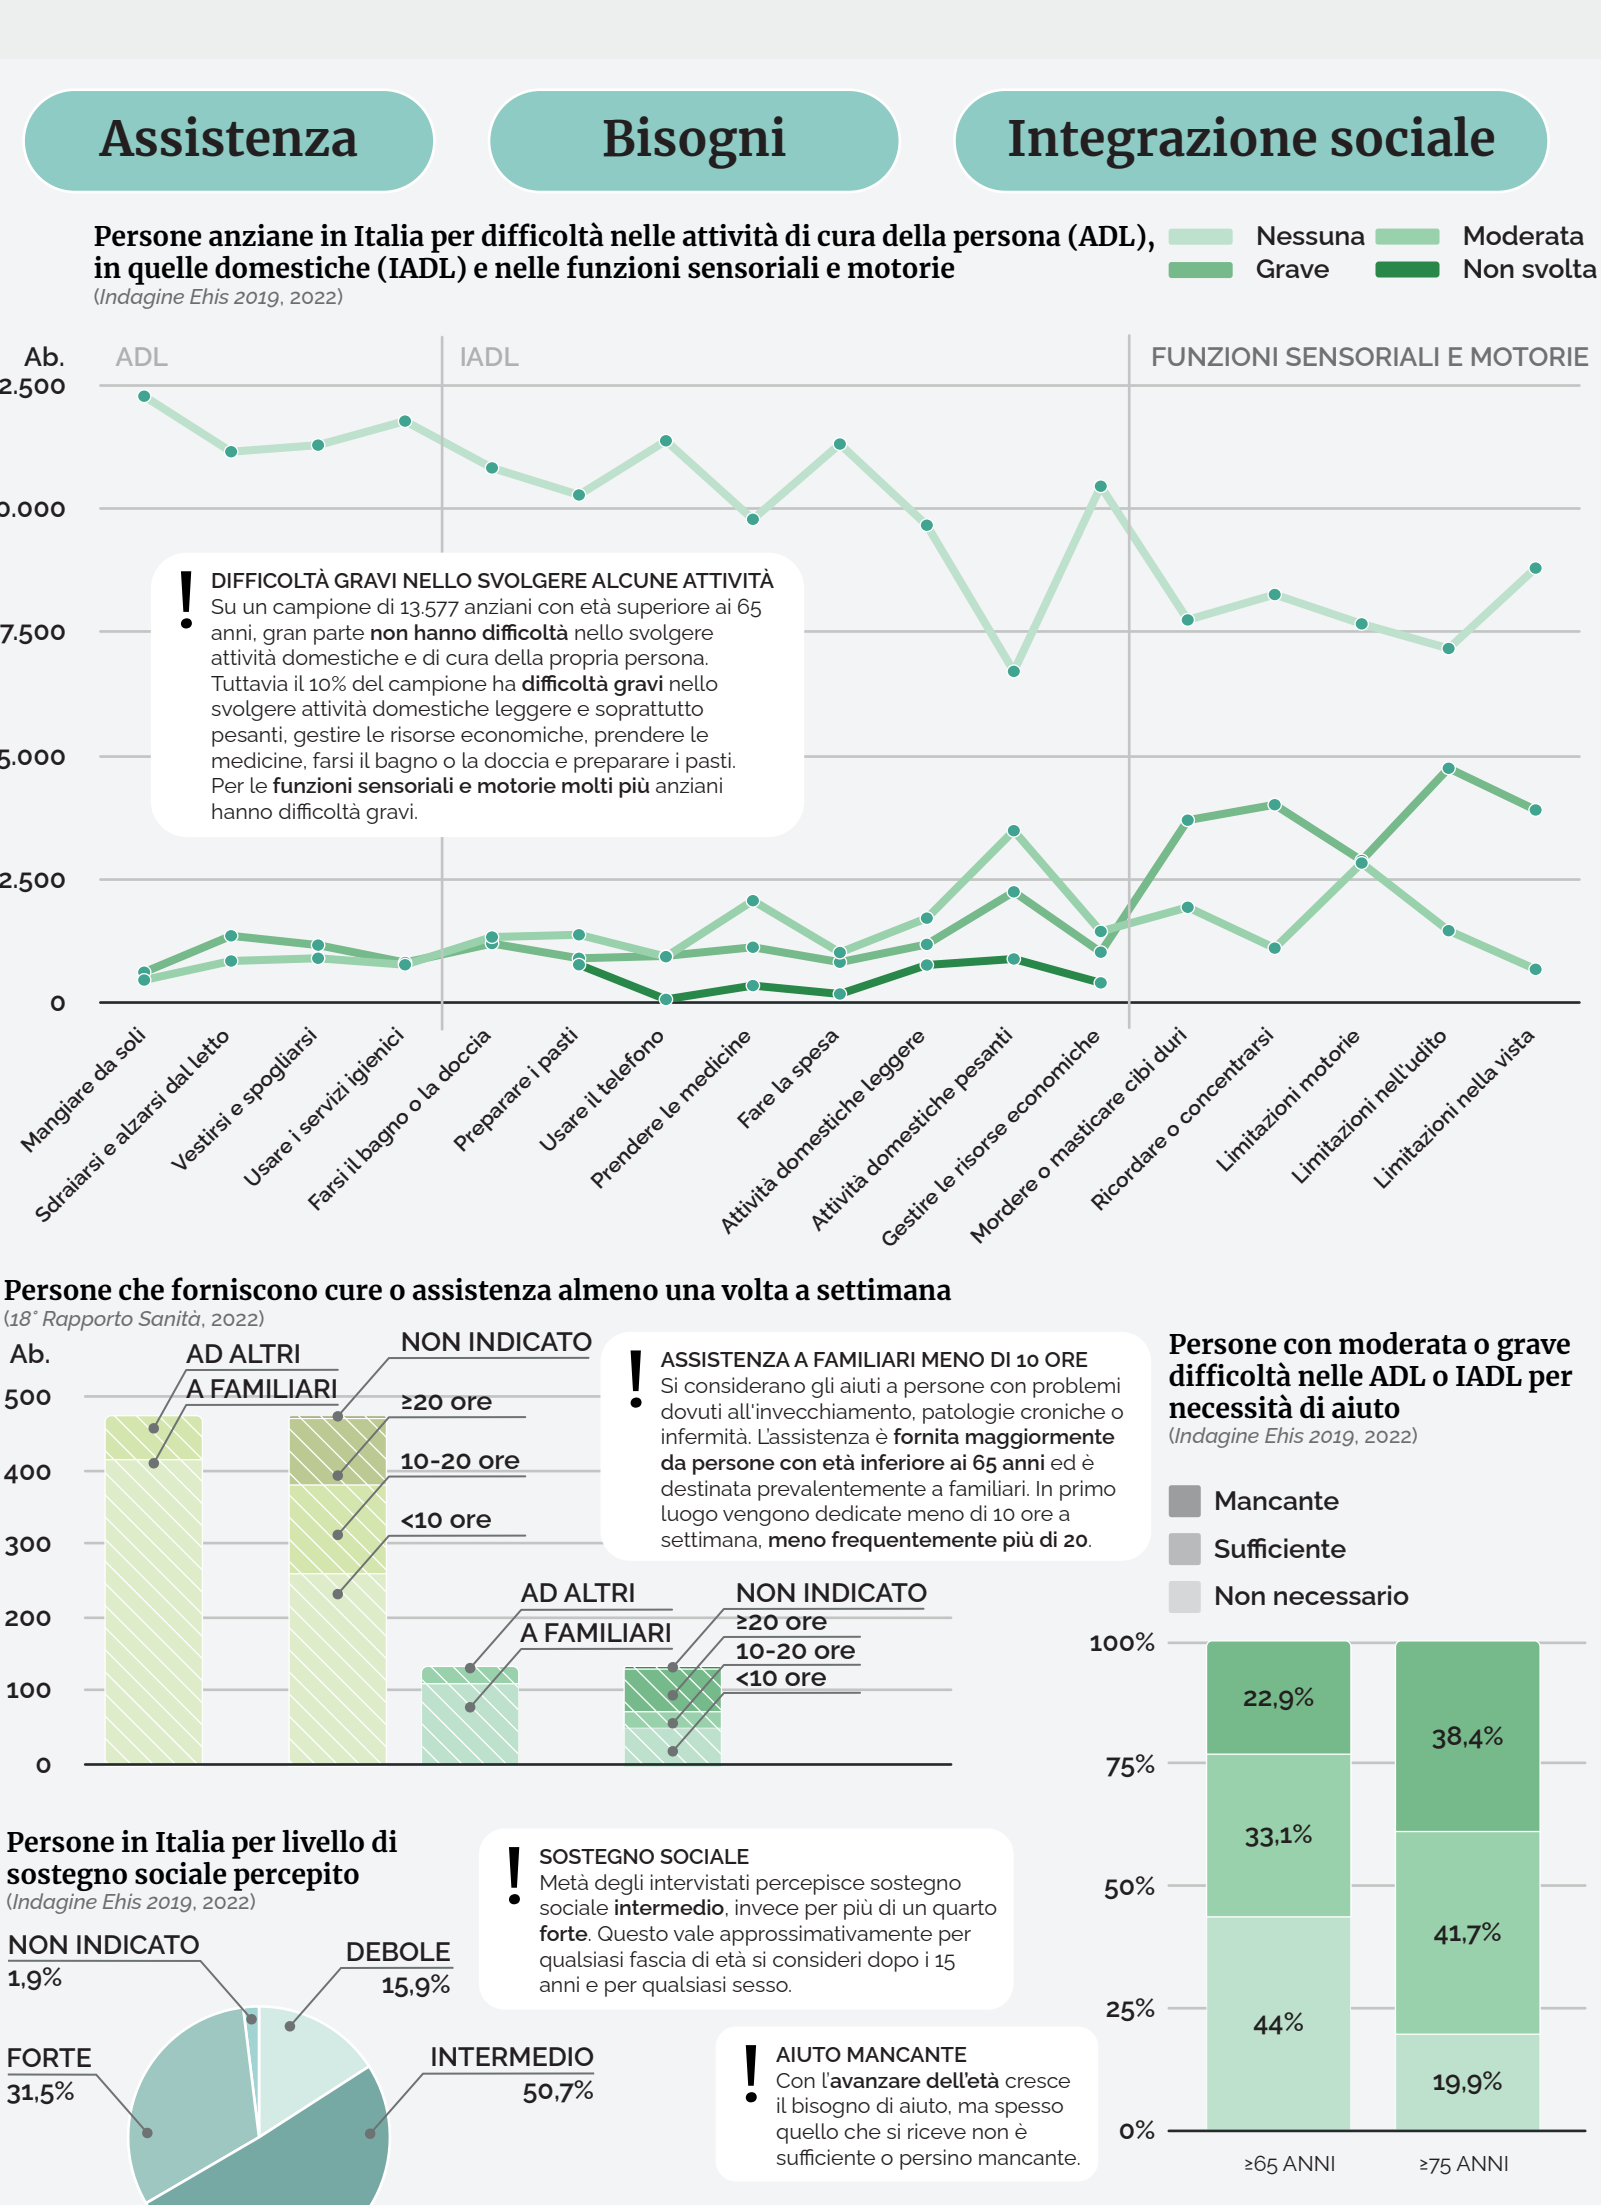 Assistenza
Bisogni
Integrazione sociale
Persone anziane in Italia per difficoltà nelle attività di cura della persona (ADL),
in quelle domestiche (IADL) e nelle funzioni sensoriali e motorie
(Indagine Ehis 2019, 2022)
Nessuna
Moderata
Grave
Non svolta
Ab.
ADL
IADL
FUNZIONI SENSORIALI E MOTORIE
2.500
0.000
7.500
5.000
2.500
0
! DIFFICOLTÀ GRAVI NELLO SVOLGERE ALCUNE ATTIVITÀ
Su un campione di 13.577 anziani con età superiore ai 65
anni, gran parte non hanno difficoltà nello svolgere
attività domestiche e di cura della propria persona.
Tuttavia il 10% del campione ha difficoltà gravi nello
svolgere attività domestiche leggere e soprattutto
pesanti, gestire le risorse economiche, prendere le
medicine, farsi il bagno o la doccia e preparare i pasti.
Per le funzioni sensoriali e motorie molti più anziani
hanno difficoltà gravi.
Mangiare da soli
Sdraiarsi e alzarsi dal letto
Vestirsi e spogliarsi
Usare i servizi igienici
Farsi il bagno o la doccia
Preparare i pasti
Usare il telefono
Prendere le medicine
Fare la spesa
Attività domestiche leggere
Attività domestiche pesanti
Gestire le risorse economiche
Mordere o masticare cibi duri
Ricordare o concentrarsi
Limitazioni motorie
Limitazioni nell'udito
Limitazioni nella vista
Persone che forniscono cure o assistenza almeno una volta a settimana
(18° Rapporto Sanità, 2022)
Ab.
500
400
300
200
100
0
AD ALTRI
A FAMILIARI
NON INDICATO
≥20 ore
10-20 ore
<10 ore
AD ALTRI
A FAMILIARI
NON INDICATO
≥20 ore
10-20 ore
<10 ore
! ASSISTENZA A FAMILIARI MENO DI 10 ORE
Si considerano gli aiuti a persone con problemi
dovuti all'invecchiamento, patologie croniche o
infermità. L'assistenza è fornita maggiormente
da persone con età inferiore ai 65 anni ed è
destinata prevalentemente a familiari. In primo
luogo vengono dedicate meno di 10 ore a
settimana, meno frequentemente più di 20.
Persone con moderata o grave
difficoltà nelle ADL o IADL per
necessità di aiuto
(Indagine Ehis 2019, 2022)
Mancante
Sufficiente
Non necessario
100%
75%
50%
25%
0%
22,9%
33,1%
44%
38,4%
41,7%
19,9%
≥65 ANNI
≥75 ANNI
Persone in Italia per livello di
sostegno sociale percepito
(Indagine Ehis 2019, 2022)
NON INDICATO
1,9%
DEBOLE
15,9%
FORTE
31,5%
INTERMEDIO
50,7%
! SOSTEGNO SOCIALE
Metà degli intervistati percepisce sostegno
sociale intermedio, invece per più di un quarto
forte. Questo vale approssimativamente per
qualsiasi fascia di età si consideri dopo i 15
anni e per qualsiasi sesso.
! AIUTO MANCANTE
Con l'avanzare dell'età cresce
il bisogno di aiuto, ma spesso
quello che si riceve non è
sufficiente o persino mancante.